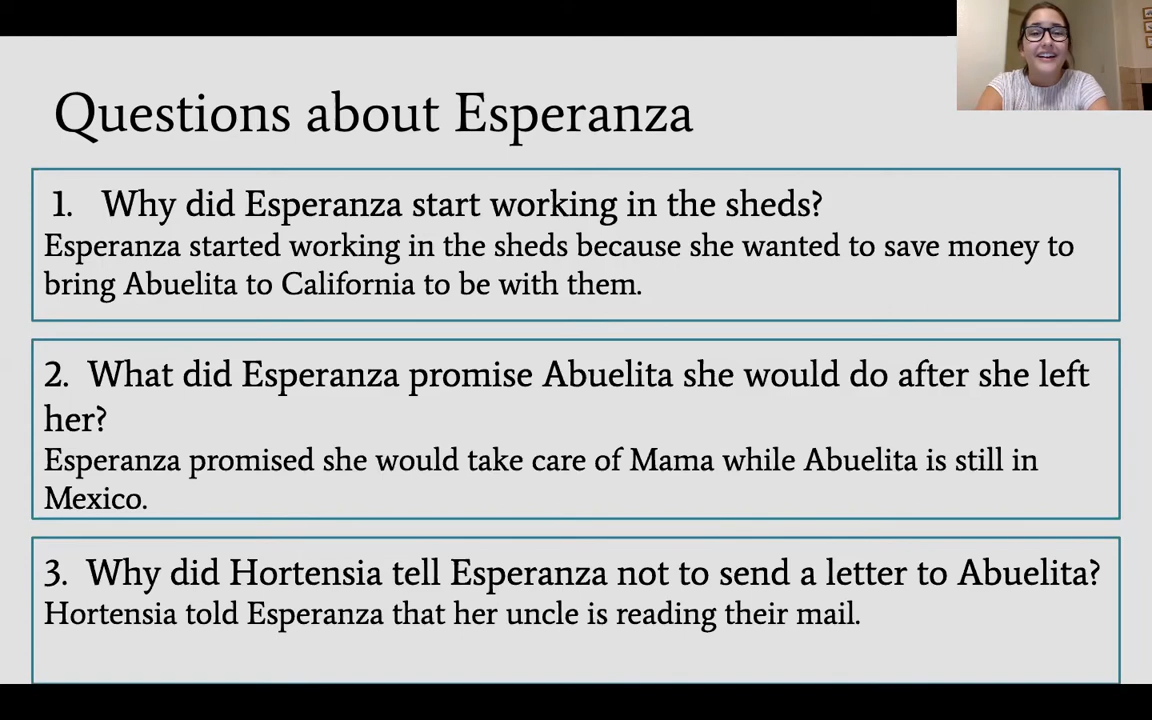 Questions about Esperanza
1. Why did Esperanza start working in the sheds?
Esperanza started working in the sheds because she wanted to save money to
bring Abuelita to California to be with them.
2. What did Esperanza promise Abuelita she would do after she left
her?
Esperanza promised she would take care of Mama while Abuelita is still in
Mexico.
3. Why did Hortensia tell Esperanza not to send a letter to Abuelita?
Hortensia told Esperanza that her uncle is reading their mail.